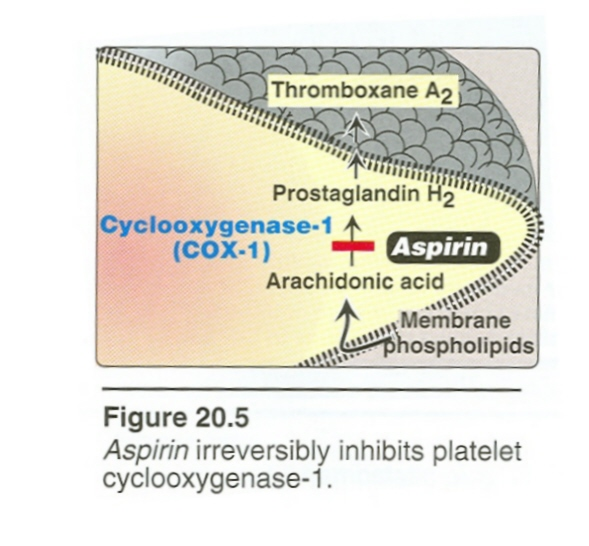 Thromboxane A2
Prostaglandin H2
Cyclooxygenase-1
(COX-1)
Aspirin
Arachidonic acid
Membrane
phospholipids
Figure 20.5
Aspirin irreversibly inhibits platelet
cyclooxygenase-1.